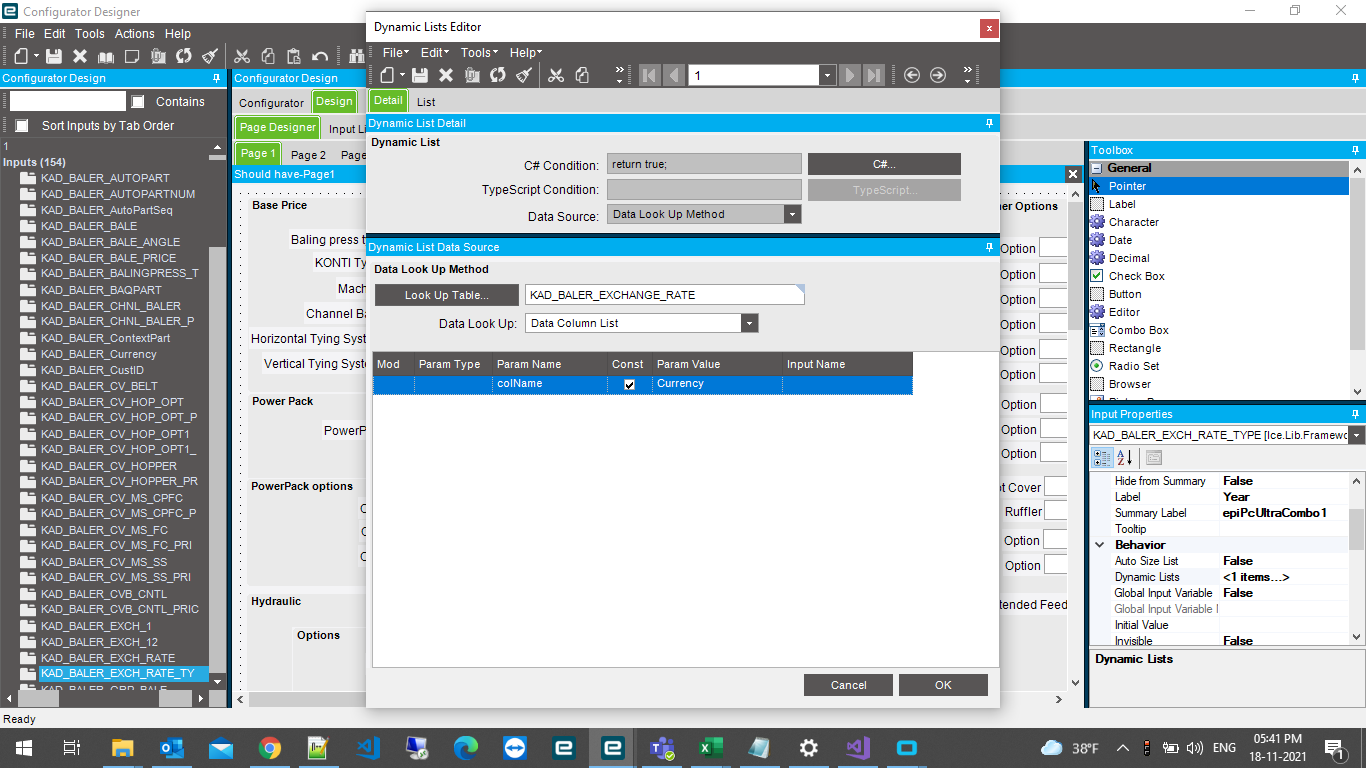 Configurator Designer
File Edit Tools Actions Help
Configurator Design
Contains
Sort Inputs by Tab Order
1
Inputs (154)
KAD_BALER_AUTOPART
KAD_BALER_AUTOPARTNUM
KAD_BALER_AutoPartSeq
KAD_BALER_BALE
KAD_BALER_BALE_ANGLE
KAD_BALER_BALE_PRICE
KAD_BALER_BALINGPRESS_T
KAD_BALER_BAQPART
KAD_BALER_CHNL_BALER
KAD_BALER_CHNL_BALER_P
KAD_BALER_ContextPart
KAD_BALER_Currency
KAD_BALER_CustID
KAD_BALER_CV_BELT
KAD_BALER_CV_HOP_OPT
KAD_BALER_CV_HOP_OPT_P
KAD_BALER_CV_HOP_OPT1
KAD_BALER_CV_HOP_OPT1_
KAD_BALER_CV_HOPPER
KAD_BALER_CV_HOPPER_PR
KAD_BALER_CV_MS_CPFC
KAD_BALER_CV_MS_CPFC_P
KAD_BALER_CV_MS_FC
KAD_BALER_CV_MS_FC_PRI
KAD_BALER_CV_MS_SS
KAD_BALER_CV_MS_SS_PRI
KAD_BALER_CVB_CNTL
KAD_BALER_CVB_CNTL_PRIC
KAD_BALER_EXCH_1
KAD_BALER_EXCH_12
KAD_BALER_EXCH_RATE
KAD_BALER_EXCH_RATE_TY
Configurator Design
Configurator Design
Page Designer Input Li
Page 1 Page 2 Page
Should have-Page1
Base Price
Baling press t
KONTI Ty
Mach
Channel Ba
Horizontal Tying Syst
Vertical Tying Syste
Power Pack
PowerP
PowerPack options
Hydraulic
Options
Dynamic Lists Editor
File Edit Tools Help
1
Detail List
Dynamic List Detail
Dynamic List
C# Condition: return true; C#...
TypeScript Condition: TypeScript...
Data Source: Data Look Up Method
Dynamic List Data Source
Data Look Up Method
Look Up Table... KAD_BALER_EXCHANGE_RATE
Data Look Up: Data Column List
Mod Param Type Param Name Const Param Value Input Name
colName Currency
Cancel OK
er Options
Option
Option
Option
Option
Option
Option
Option
Option
Option
t Cover
Ruffler
Option
Option
tended Feed
Toolbox
General
Pointer
Label
Character
Date
Decimal
Check Box
Button
Editor
Combo Box
Rectangle
Radio Set
Browser
Input Properties
KAD_BALER_EXCH_RATE_TYPE [Ice.Lib.Framewo
Hide from Summary False
Label Year
Summary Label epiPcUltraCombo1
Tooltip
Behavior
Auto Size List False
Dynamic Lists <1 items...>
Global Input Variable False
Global Input Variable
Initial Value
Invisible False
Dynamic Lists
Ready
38°F
ENG
05:41 PM
18-11-2021
1